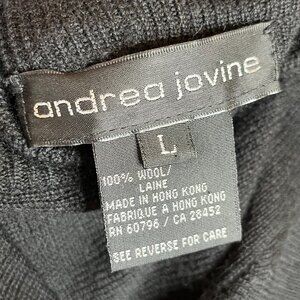 andrea jovine
L
100% WOOL/
LAINE
MADE IN HONG KONG
FABRIQUE A HONG KONG
RN 60796 / CA 28452
SEE REVERSE FOR CARE